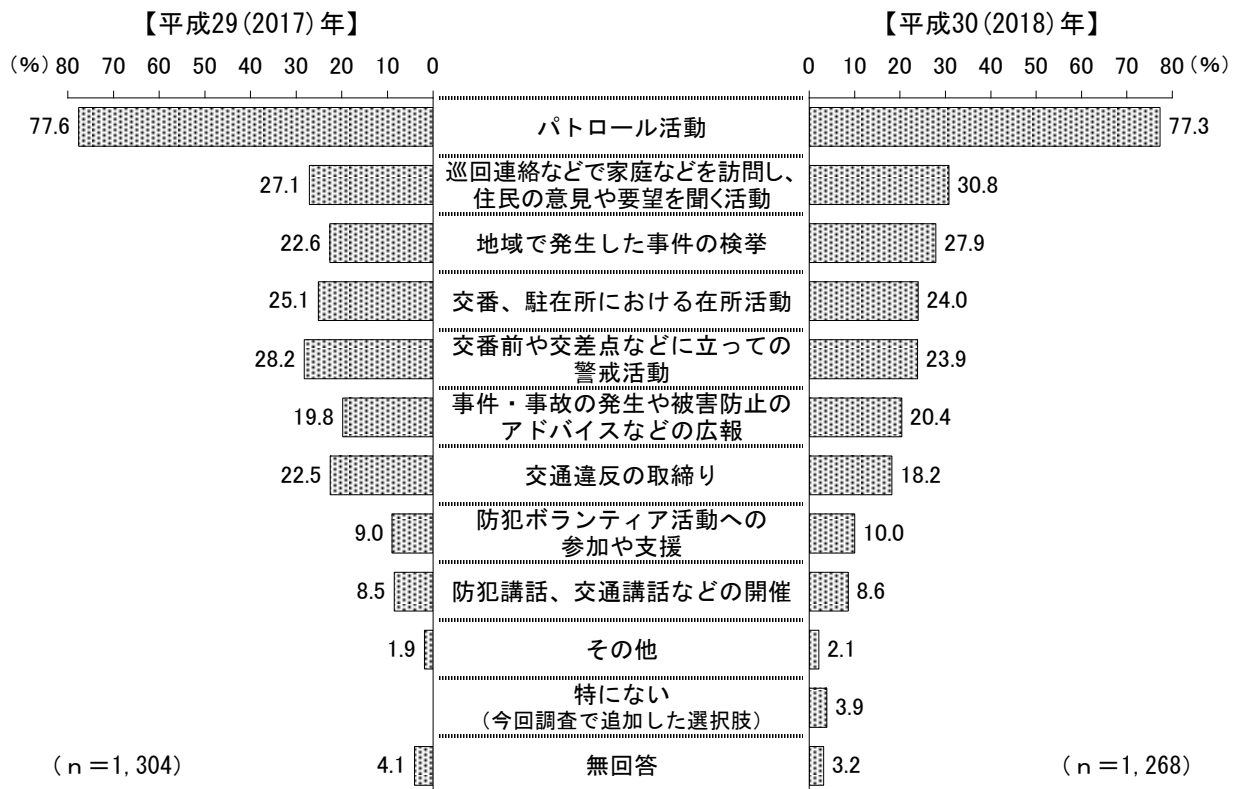 【平成29(2017)年】 【平成30(2018)年】
(%) 80 70 60 50 40 30 20 10 0 0 10 20 30 40 50 60 70 80 (%)
77.6 パトロール活動 77.3
巡回連絡などで家庭などを訪問し、
27.1 30.8
住民の意見や要望を聞く活動
22.6 地域で発生した事件の検挙 27.9
25.1 交番、駐在所における在所活動 24.0
交番前や交差点などに立っての
28.2 23.9
警戒活動
事件・事故の発生や被害防止の
19.8 20.4
アドバイスなどの広報
22.5 交通違反の取締り 18.2
防犯ボランティア活動への
9.0 10.0
参加や支援
8.5 防犯講話、交通講話などの開催 8.6
1.9 その他 2.1
特にない
3.9
(今回調査で追加した選択肢)
(n=1,304) 4.1 無回答 3.2 (n=1,268)